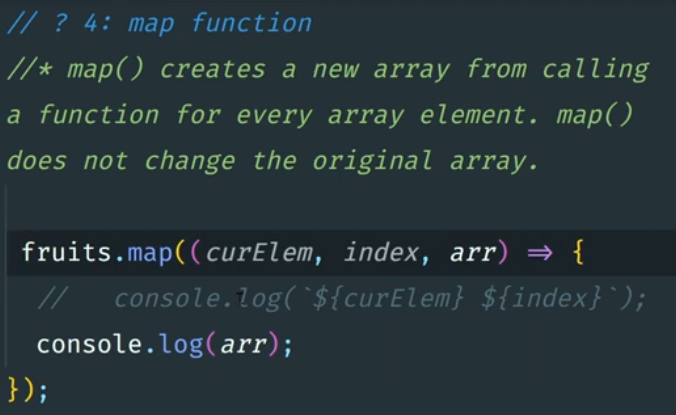 // ? 4: map function
//* map() creates a new array from calling
a function for every array element. map()
does not change the original array.
fruits.map((curElem, index, arr) => {
//   console.log(`${curElem} ${index}`);
console.log(arr);
});